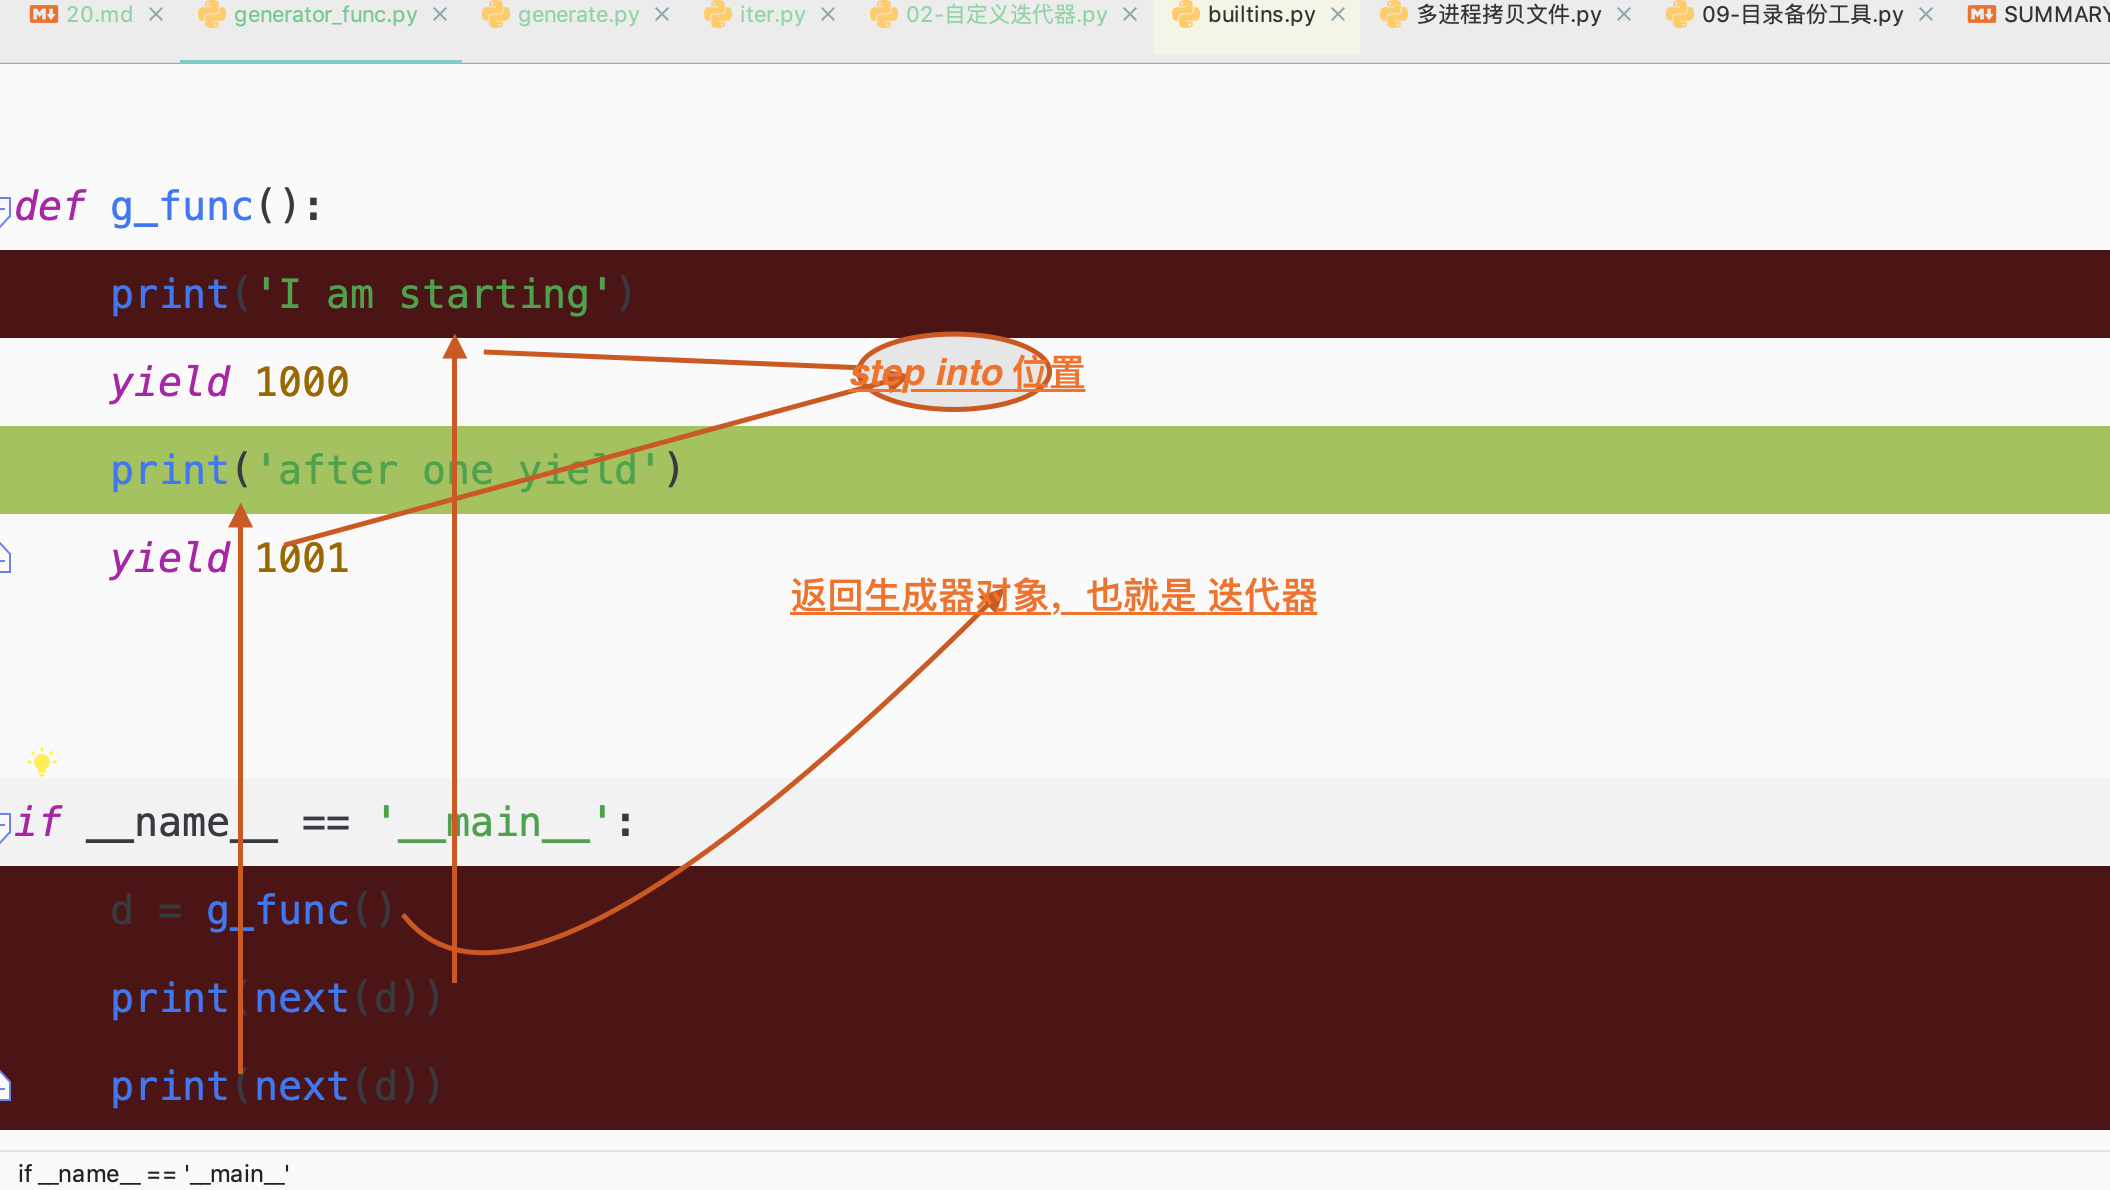 20.md generator_func.py generate.py iter.py 02-自定义迭代器.py builtins.py 多进程拷贝文件.py 09-目录备份工具.py SUMMARY
def g_func():
print('I am starting')
step into 位置
yield 1000
print('after one yield')
yield 1001
返回生成器对象，也就是 迭代器
if __name__ == '__main__':
d = g_func()
print(next(d))
print(next(d))
if __name__ == '__main__'